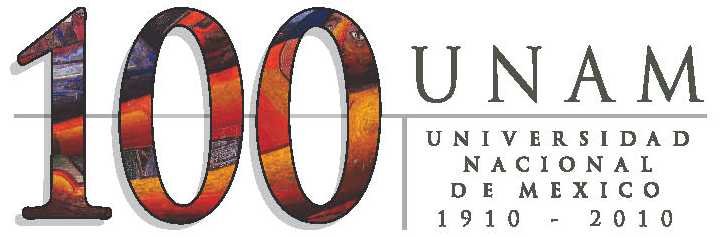 100
UNAM
UNIVERSIDAD
NACIONAL
DE MEXICO
1910 - 2010